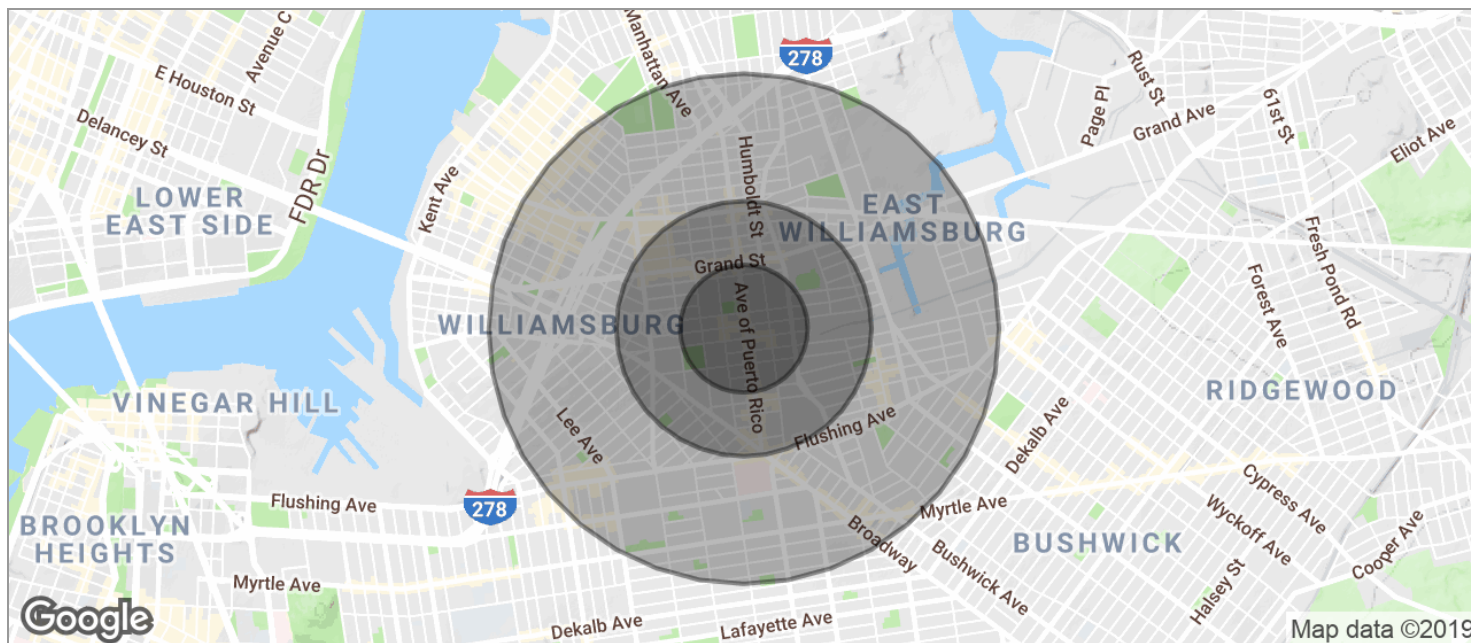 Avenue C
E Houston St
Delancey St
LOWER
EAST SIDE
FDR Dr
Kent Ave
Manhattan Ave
278
Humboldt St
Grand St
Ave of Puerto Rico
WILLIAMSBURG
EAST
WILLIAMSBURG
Page Pl
Rust St
Grand Ave
61st St
Eliot Ave
Fresh Pond Rd
Forest Ave
RIDGEWOOD
VINEGAR HILL
Lee Ave
Flushing Ave
Dekalb Ave
Flushing Ave
278
Myrtle Ave
Broadway
Bushwick Ave
BUSHWICK
Cypress Ave
Wyckoff Ave
Halsey St
Cooper Ave
BROOKLYN
HEIGHTS
Myrtle Ave
Dekalb Ave
Lafayette Ave
Google
Map data ©2019